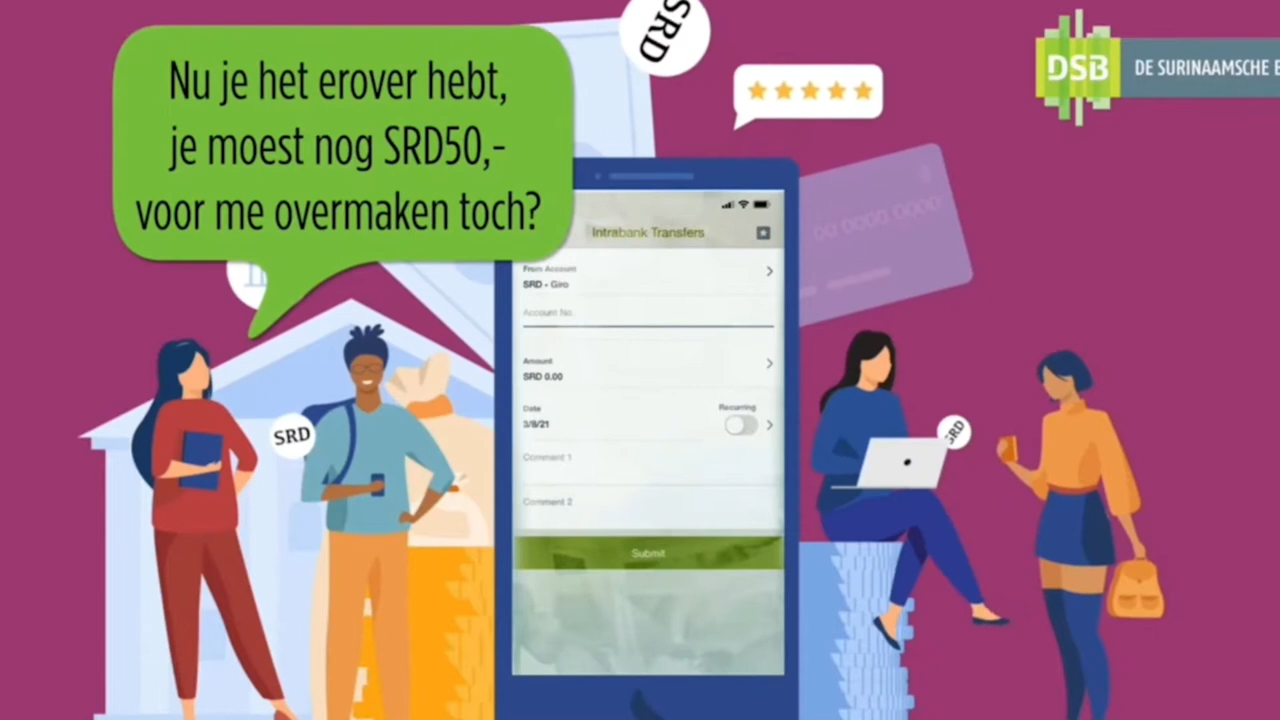 Nu je het erover hebt,
je moest nog SRD50,-
voor me overmaken toch?
SRD
DSB
DE SURINAAMSCHE
Intrabank Transfers
From Account
SRD - Giro
Account No.
Amount
SRD 0.00
Date
Recurring
3/8/21
Comment 1
Comment 2
Submit
SRD
SRD